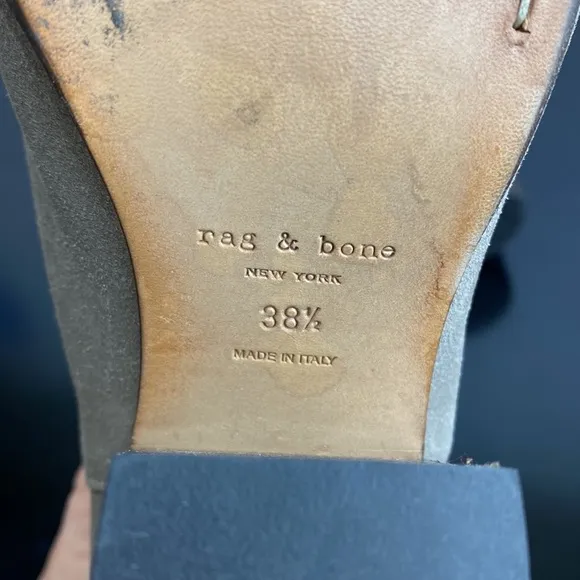 rag & bone
NEW YORK
38½
MADE IN ITALY